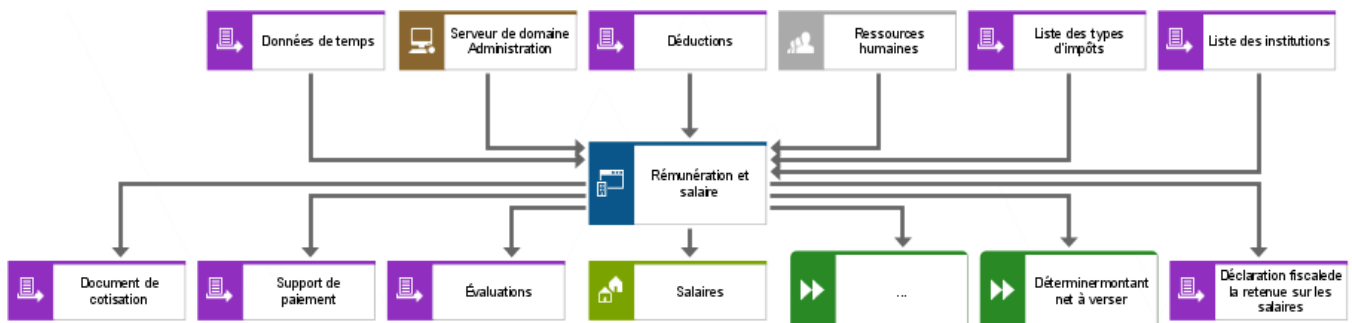 Données de temps
Serveur de domaine
Administration
Déductions
Ressources
humaines
Liste des types
d'impôts
Liste des institutions
Rémunération et
salaire
Document de
cotisation
Support de
paiement
Évaluations
Salaires
...
Déterminermontant
net à verser
Déclaration fiscalede
la retenue sur les
salaires